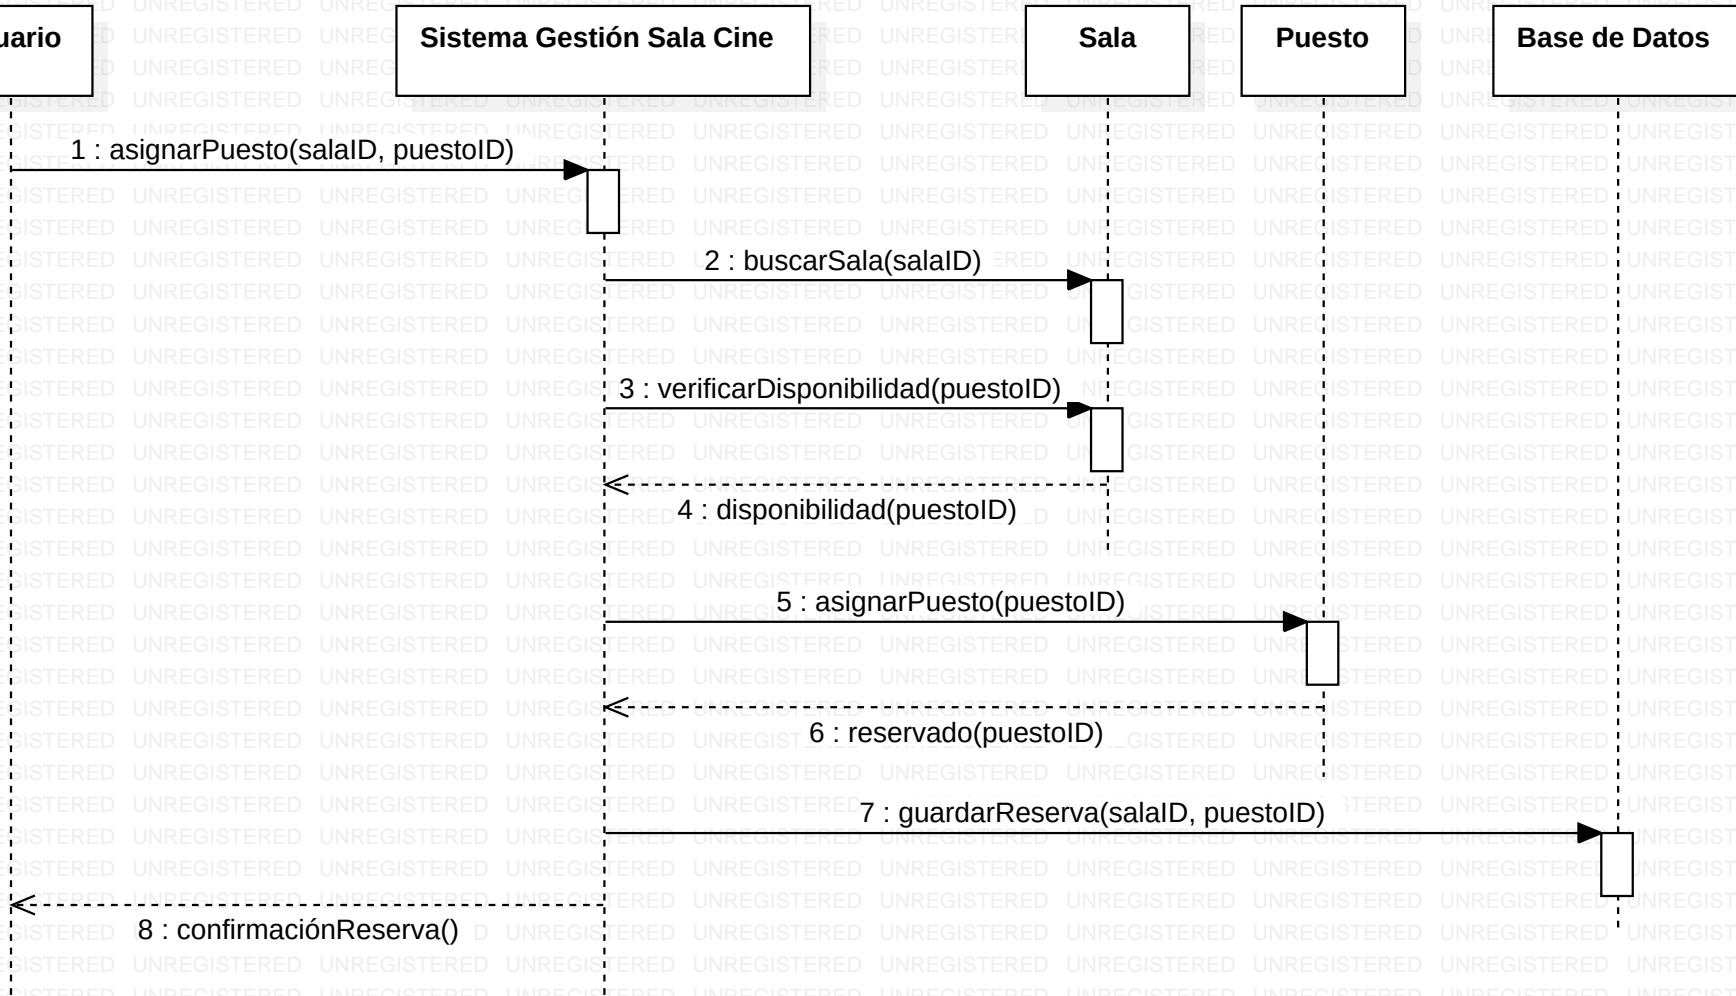 uario
Sistema Gestión Sala Cine
Sala
Puesto
Base de Datos
1 : asignarPuesto(salaID, puestoID)
2 : buscarSala(salaID)
3 : verificarDisponibilidad(puestoID)
4 : disponibilidad(puestoID)
5 : asignarPuesto(puestoID)
6 : reservado(puestoID)
7 : guardarReserva(salaID, puestoID)
8 : confirmaciónReserva()
UNREGISTERED